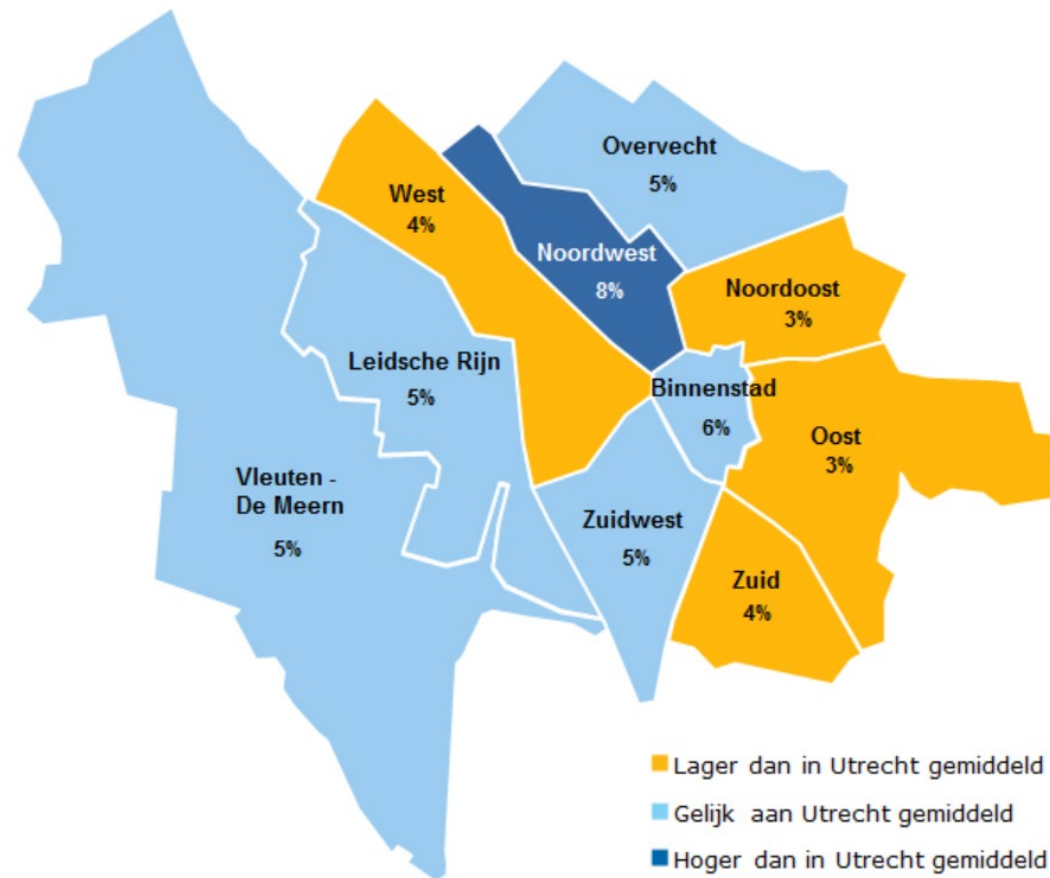 Overvecht
5%
West
4%
Noordwest
8%
Noordoost
3%
Leidsche Rijn
5%
Binnenstad
6%
Oost
3%
Vleuten -
De Meern
5%
Zuidwest
5%
Zuid
4%
Lager dan in Utrecht gemiddeld
Gelijk aan Utrecht gemiddeld
Hoger dan in Utrecht gemiddeld